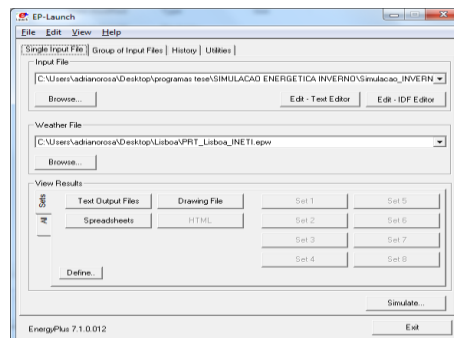 EP-Launch
File Edit View Help
Single Input File Group of Input Files History Utilities
Input File
C:\Users\adrianorosa\Desktop\programas tese\SIMULACAO ENERGETICA INVERNO\Simulacao_INVERN
Browse... Edit - Text Editor Edit - IDF Editor
Weather File
C:\Users\adrianorosa\Desktop\Lisboa\PRT_Lisboa_INETI.epw
Browse...
View Results
Sets
All
Text Output Files Drawing File Set 1 Set 5
Spreadsheets HTML Set 2 Set 6
Set 3 Set 7
Set 4 Set 8
Define..
Simulate...
EnergyPlus 7.1.0.012 Exit